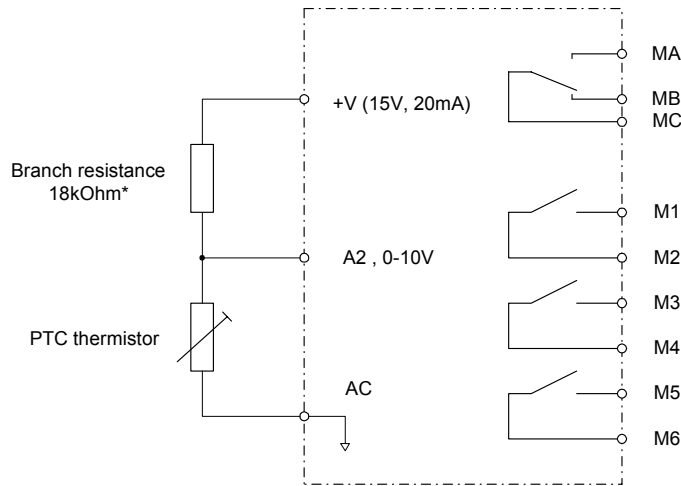 MA
+V (15V, 20mA)
MB
MC
Branch resistance
18kOhm*
M1
A2 , 0-10V
M2
M3
PTC thermistor
M4
AC
M5
M6